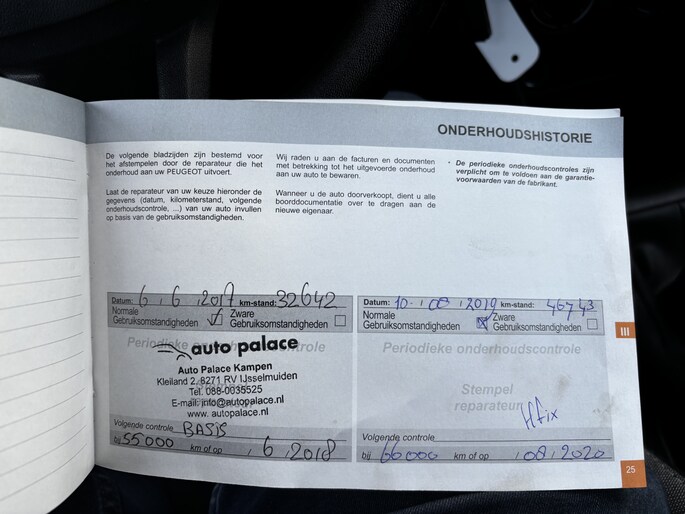 ONDERHOUDSHISTORIE
De volgende bladzijden zijn bestemd voor
het afstempelen door de reparateur die het
onderhoud aan uw PEUGEOT uitvoert.
Laat de reparateur van uw keuze hieronder de
gegevens (datum, kilometerstand, volgende
onderhoudscontrole, ...) van uw auto invullen
op basis van de gebruiksomstandigheden.
Wij raden u aan de facturen en documenten
met betrekking tot het uitgevoerde onderhoud
aan uw auto te bewaren.
Wanneer u de auto doorverkoopt, dient u alle
boorddocumentatie over te dragen aan de
nieuwe eigenaar.
* De periodieke onderhoudscontroles zijn
verplicht om te voldoen aan de garantie-
voorwaarden van de fabrikant.
Datum: 6, 6, 2017 km-stand: 32642
Normale
Gebruiksomstandigheden
Zware
Gebruiksomstandigheden
Periodieke onderhoudscontrole
auto palace
Auto Palace Kampen
Kleiland 2, 8271 RV IJsselmuiden
Tel. 088-0035525
E-mail: info@autopalace.nl
www. autopalace.nl
Volgende controle BASIS
bij 55000 km of op , 6, 2018
Datum: 10, 08, 2019 km-stand: 46743
Normale
Gebruiksomstandigheden
Zware
Gebruiksomstandigheden
Periodieke onderhoudscontrole
Stempel
reparateur
Hfix
Volgende controle
bij 66000 km of op /08, 2020
III
25